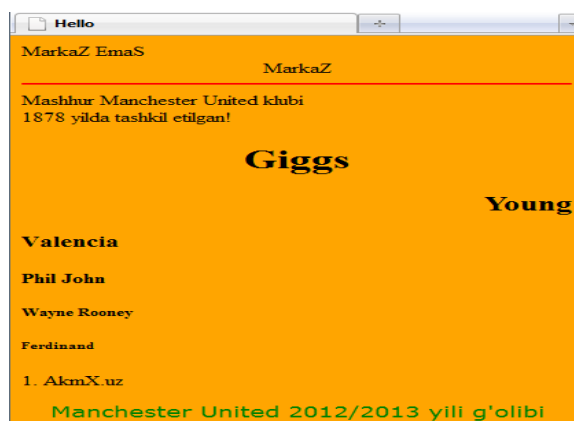 Hello
MarkaZ EmaS
MarkaZ
Mashhur Manchester United klubi
1878 yilda tashkil etilgan!
Giggs
Young
Valencia
Phil John
Wayne Rooney
Ferdinand
1. AkmX.uz
Manchester United 2012/2013 yili g'olibi